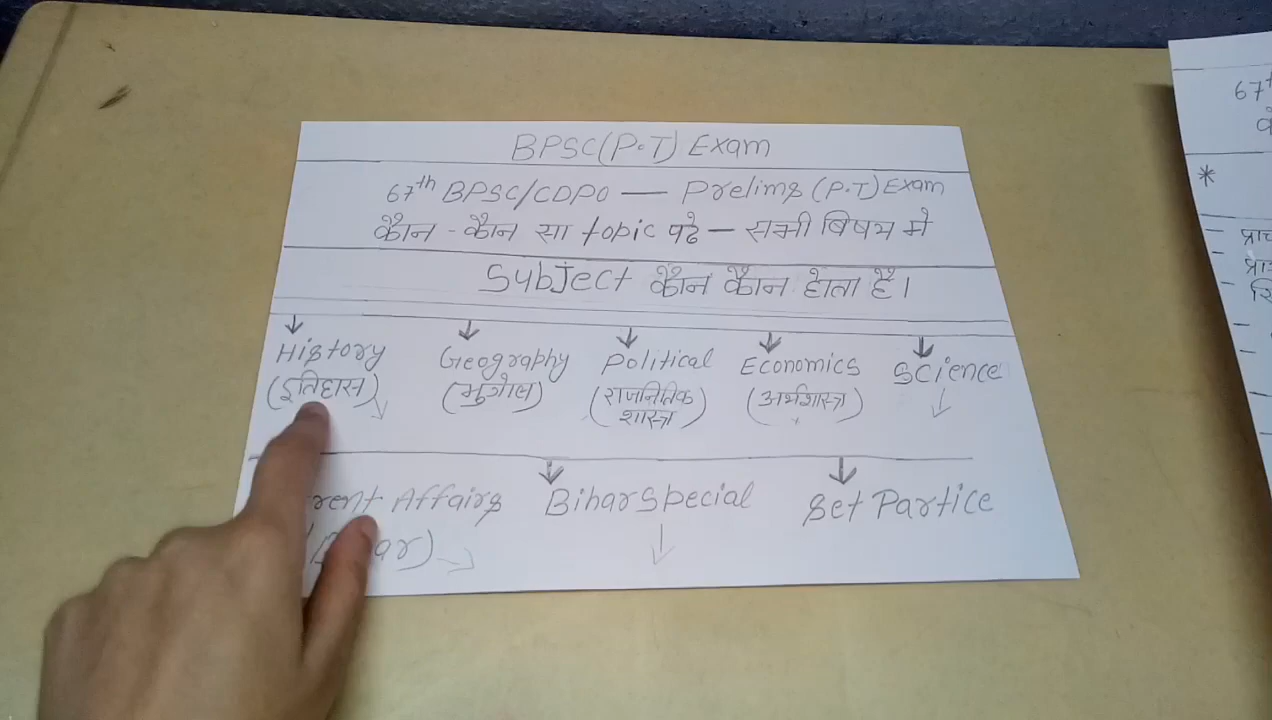 BPSC(P.T) Exam
67th BPSC/CDPO — Prelims (P.T) Exam
कौन - कौन सा topic पढे — सभी बिषय मे
Subject कौन कौन होता है।
History Geography Political Economics Science
(इतिहास) (भुगोल) (राजनितिक शास्त्र) (अर्थशास्त्र)
Affairs Bihar Special Set Partice
67th
*